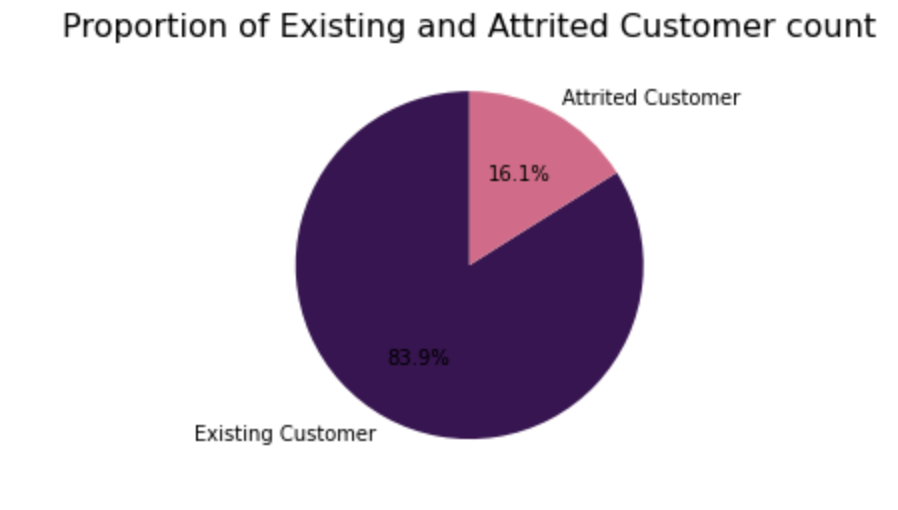 Proportion of Existing and Attrited Customer count
Attrited Customer
16.1%
83.9%
Existing Customer